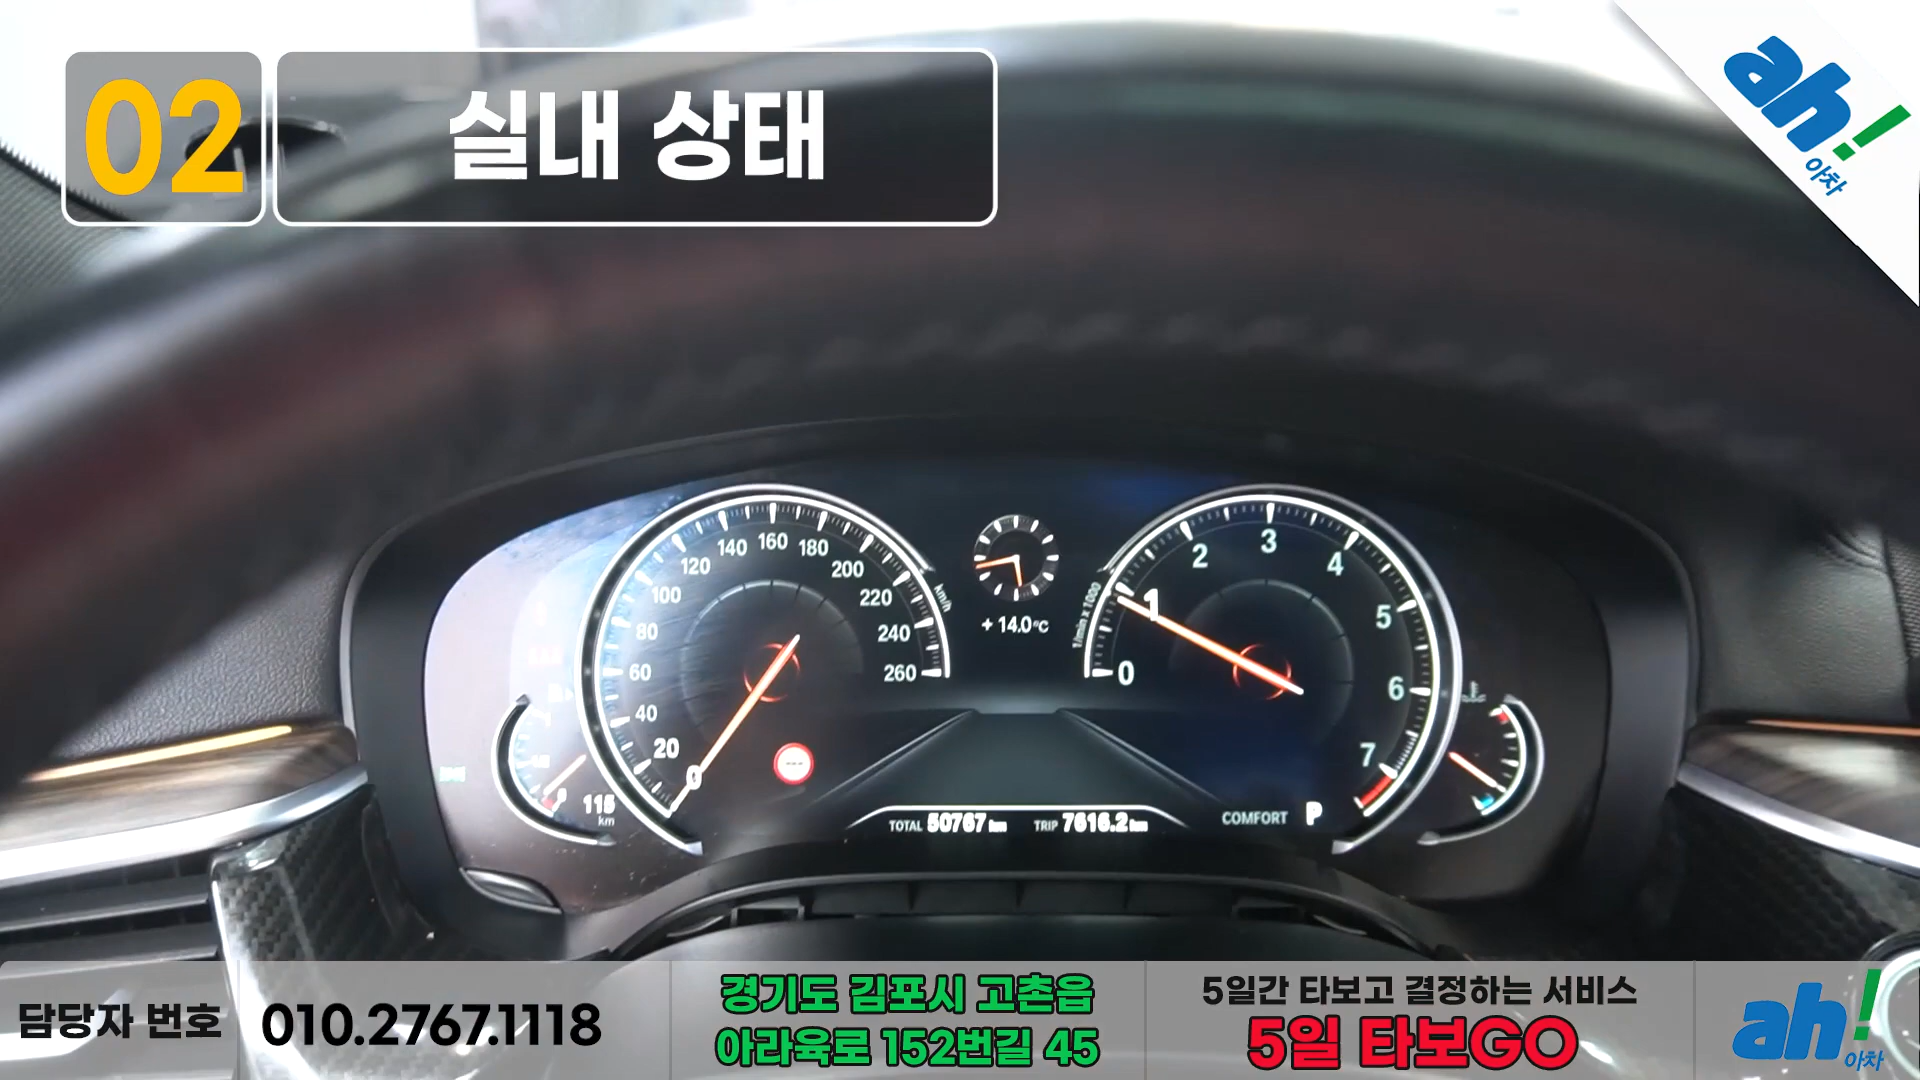 02
실내 상태
ah!
아차
120 140 160 180
100 200
80 220
60 240
40 260
20
0
km/h
+ 14.0°C
1/min x 1000
0 1 2 3 4 5 6 7
115
km
TOTAL 50767 km TRIP 7616.2 km
COMFORT P
담당자 번호
010.2767.1118
경기도 김포시 고촌읍
아라육로 152번길 45
5일간 타보고 결정하는 서비스
5일 타보GO
ah!
아차